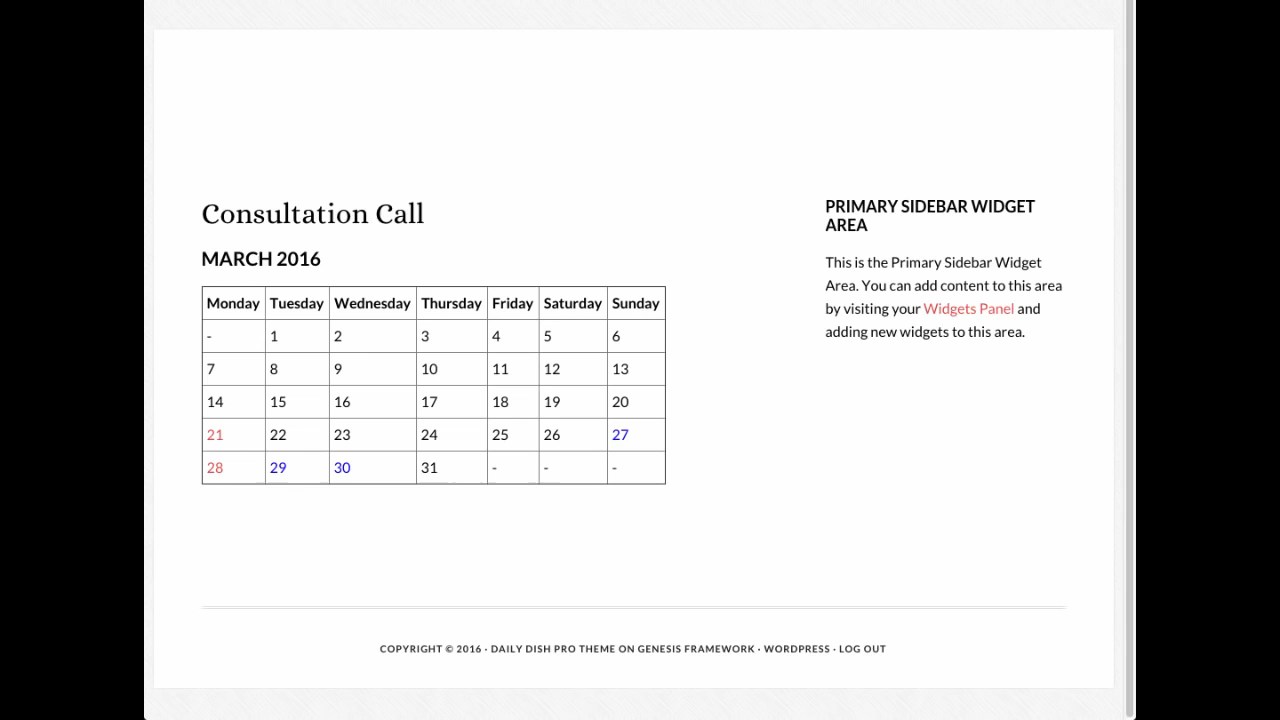 Consultation Call
MARCH 2016
Monday Tuesday Wednesday Thursday Friday Saturday Sunday
- 1 2 3 4 5 6
7 8 9 10 11 12 13
14 15 16 17 18 19 20
21 22 23 24 25 26 27
28 29 30 31 - - -
PRIMARY SIDEBAR WIDGET
AREA
This is the Primary Sidebar Widget
Area. You can add content to this area
by visiting your Widgets Panel and
adding new widgets to this area.
COPYRIGHT © 2016 · DAILY DISH PRO THEME ON GENESIS FRAMEWORK · WORDPRESS · LOG OUT